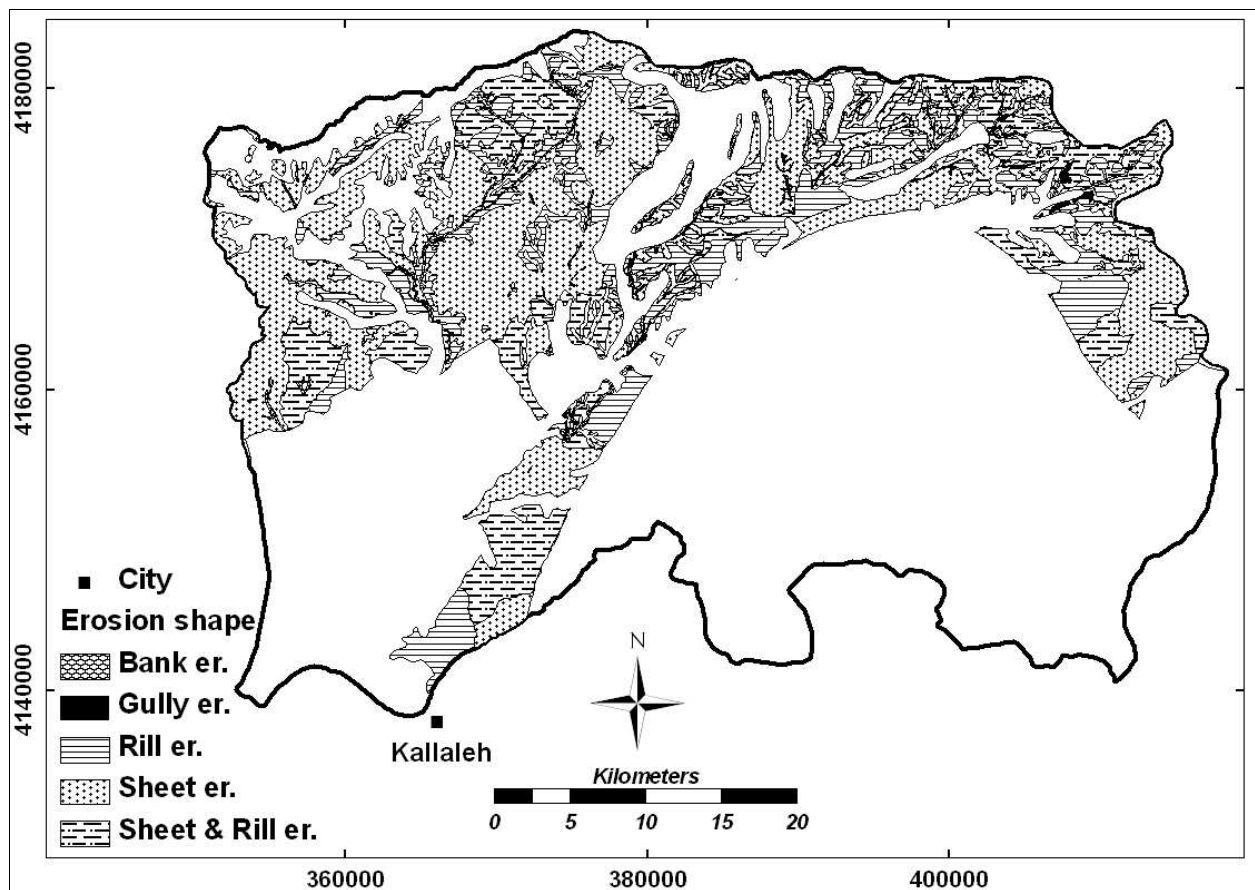 4180000
4160000
4140000
City
Erosion shape
Bank er.
Gully er.
Rill er.
Sheet er.
Sheet & Rill er.
N
Kallaleh
Kilometers
0 5 10 15 20
360000 380000 400000